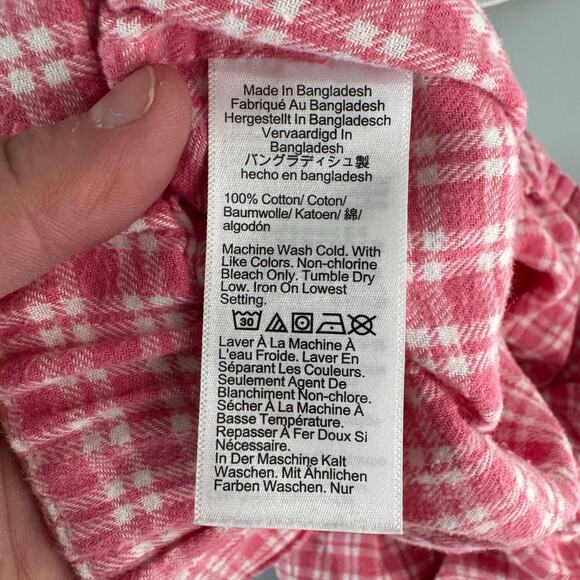 Made In Bangladesh
Fabriqué Au Bangladesh
Hergestellt In Bangladesch
Vervaardigd In
Bangladesh
バングラディシュ製
hecho en bangladesh
100% Cotton/ Coton/
Baumwolle/ Katoen/ 綿/
algodón
Machine Wash Cold. With
Like Colors. Non-chlorine
Bleach Only. Tumble Dry
Low. Iron On Lowest
Setting.
30
Laver À La Machine À
L'eau Froide. Laver En
Séparant Les Couleurs.
Seulement Agent De
Blanchiment Non-chlore.
Sécher À La Machine À
Basse Température.
Repasser À Fer Doux Si
Nécessaire.
In Der Maschine Kalt
Waschen. Mit Ähnlichen
Farben Waschen. Nur